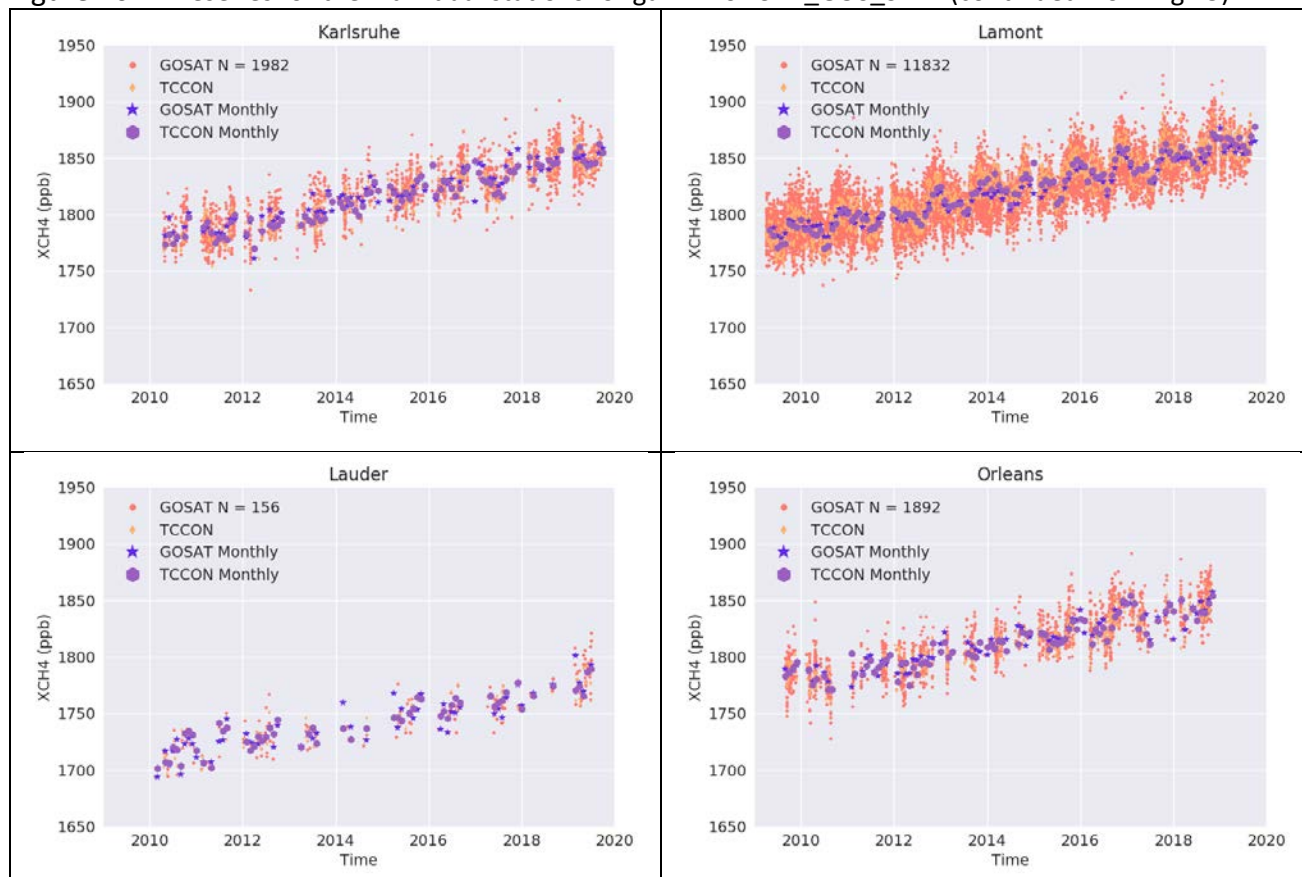 Karlsruhe
1950
1900
1850
1800
1750
1700
1650
XCH4 (ppb)
GOSAT N = 1982
TCCON
GOSAT Monthly
TCCON Monthly
2010 2012 2014 2016 2018 2020
Time
Lamont
1950
1900
1850
1800
1750
1700
1650
XCH4 (ppb)
GOSAT N = 11832
TCCON
GOSAT Monthly
TCCON Monthly
2010 2012 2014 2016 2018 2020
Time
Lauder
1950
1900
1850
1800
1750
1700
1650
XCH4 (ppb)
GOSAT N = 156
TCCON
GOSAT Monthly
TCCON Monthly
2010 2012 2014 2016 2018 2020
Time
Orleans
1950
1900
1850
1800
1750
1700
1650
XCH4 (ppb)
GOSAT N = 1892
TCCON
GOSAT Monthly
TCCON Monthly
2010 2012 2014 2016 2018 2020
Time